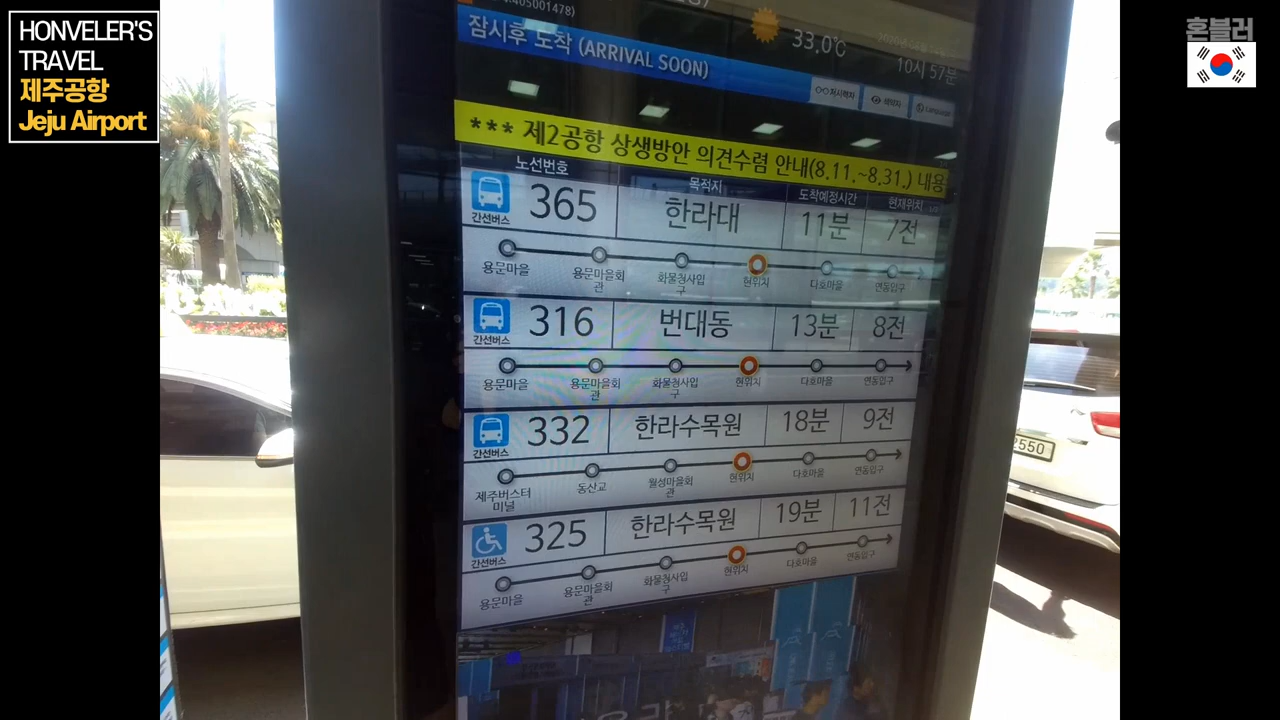 HONVELER'S
TRAVEL
제주공항
Jeju Airport
혼블러
405001478)
33.0℃
10시 57분
잠시후 도착 (ARRIVAL SOON)
저시력자
Language
*** 제2공항 상생방안 의견수렴 안내(8.11.~8.31.) 내용
노선번호 목적지 도착예정시간 현재위치
간선버스 365 한라대 11분 7전
용문마을 용문마을회관 화물청사입구 현위치 다호마을 연동입구
간선버스 316 번대동 13분 8전
용문마을 용문마을회관 화물청사입구 현위치 다호마을 연동입구
간선버스 332 한라수목원 18분 9전
제주버스터미널 동산교 월성마을회관 현위치 다호마을 연동입구
간선버스 325 한라수목원 19분 11전
용문마을 용문마을회관 화물청사입구 현위치 다호마을 연동입구
2550